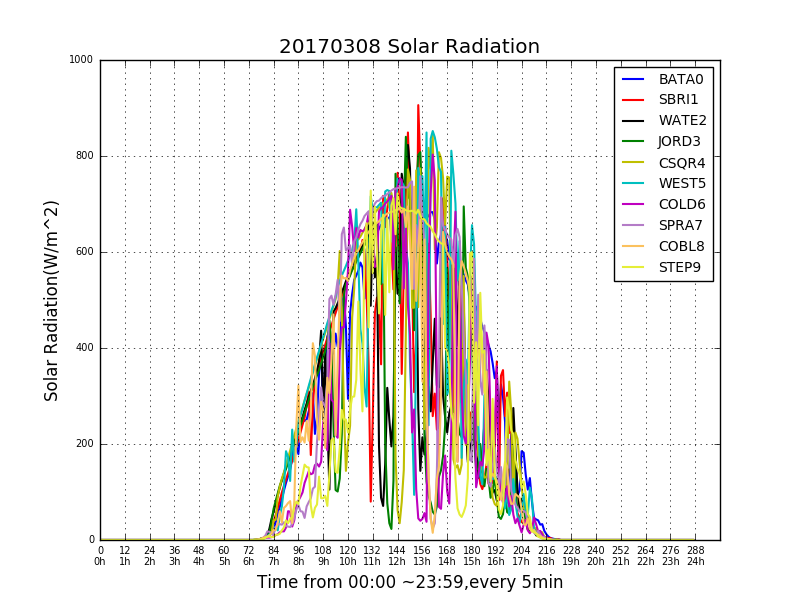 20170308 Solar Radiation
1000
800
600
400
200
0
Solar Radiation(W/m^2)
BATA0
SBRI1
WATE2
JORD3
CSQR4
WEST5
COLD6
SPRA7
COBL8
STEP9
0 12 24 36 48 60 72 84 96 108 120 132 144 156 168 180 192 204 216 228 240 252 264 276 288
0h 1h 2h 3h 4h 5h 6h 7h 8h 9h 10h 11h 12h 13h 14h 15h 16h 17h 18h 19h 20h 21h 22h 23h 24h
Time from 00:00 ~23:59,every 5min